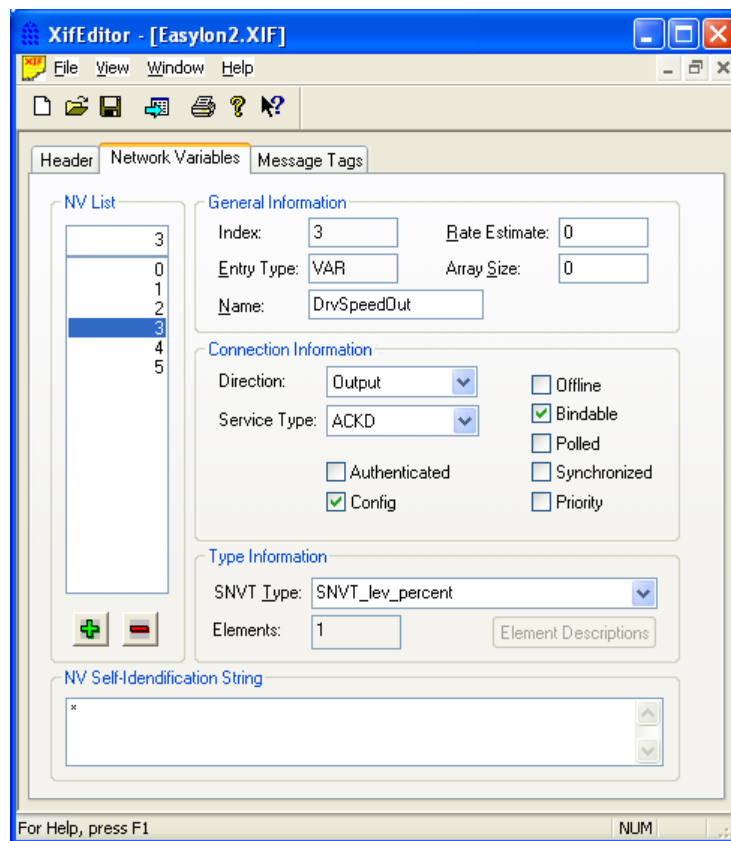 XifEditor - [Easylon2.XIF]
XIF File View Window Help
Header Network Variables Message Tags
NV List
3
0
1
2
3
4
5
General Information
Index: 3 Rate Estimate: 0
Entry Type: VAR Array Size: 0
Name: DrvSpeedOut
Connection Information
Direction: Output Offline
Service Type: ACKD Bindable
Polled
Authenticated Synchronized
Config Priority
Type Information
SNVT Type: SNVT_lev_percent
Elements: 1 Element Descriptions
NV Self-Idendification String
*
For Help, press F1 NUM